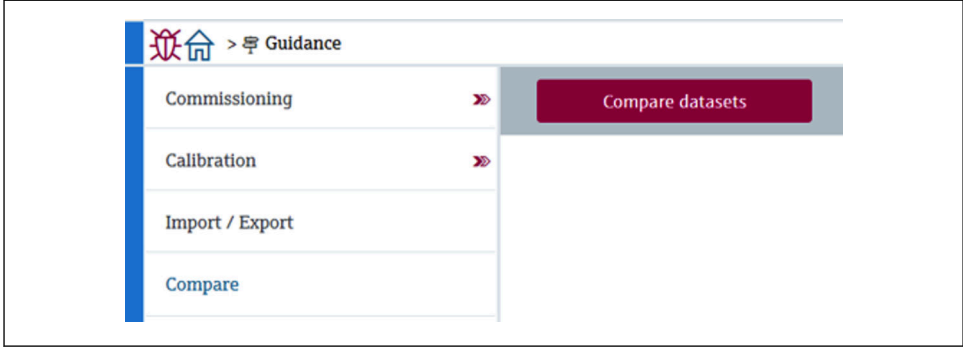 > Guidance
Commissioning
Compare datasets
Calibration
Import / Export
Compare